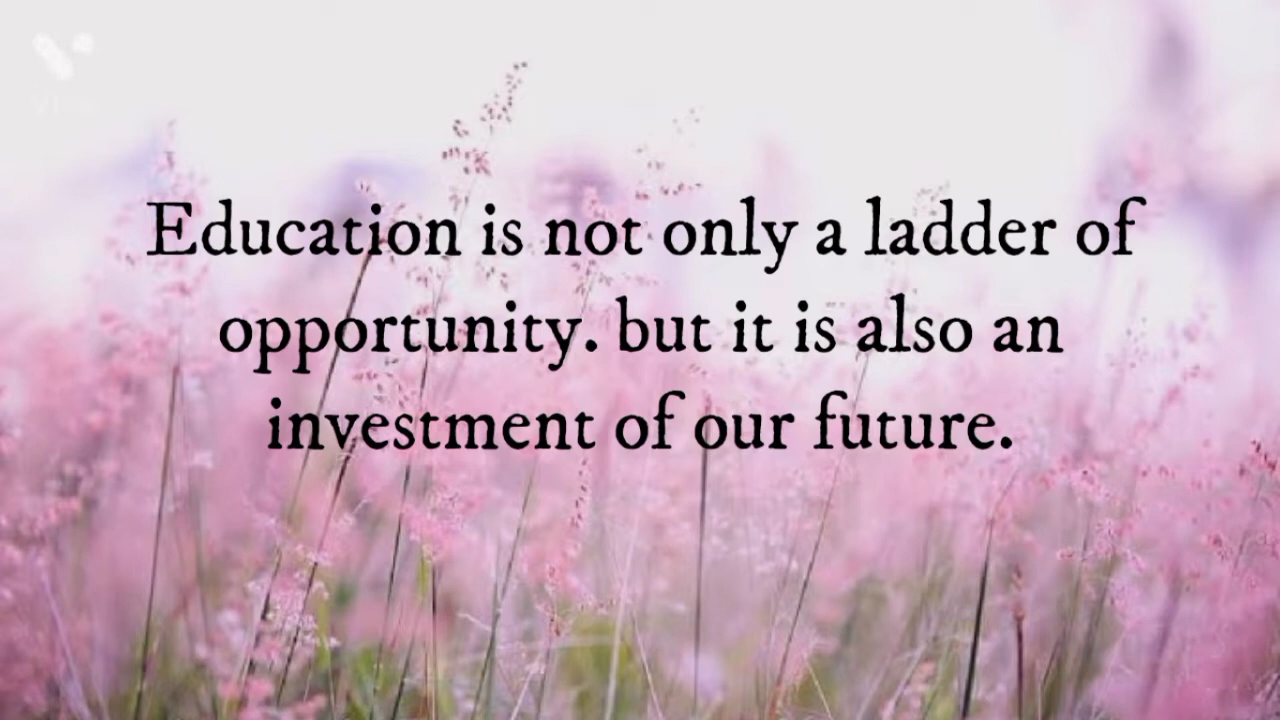 Education is not only a ladder of
opportunity. but it is also an
investment of our future.